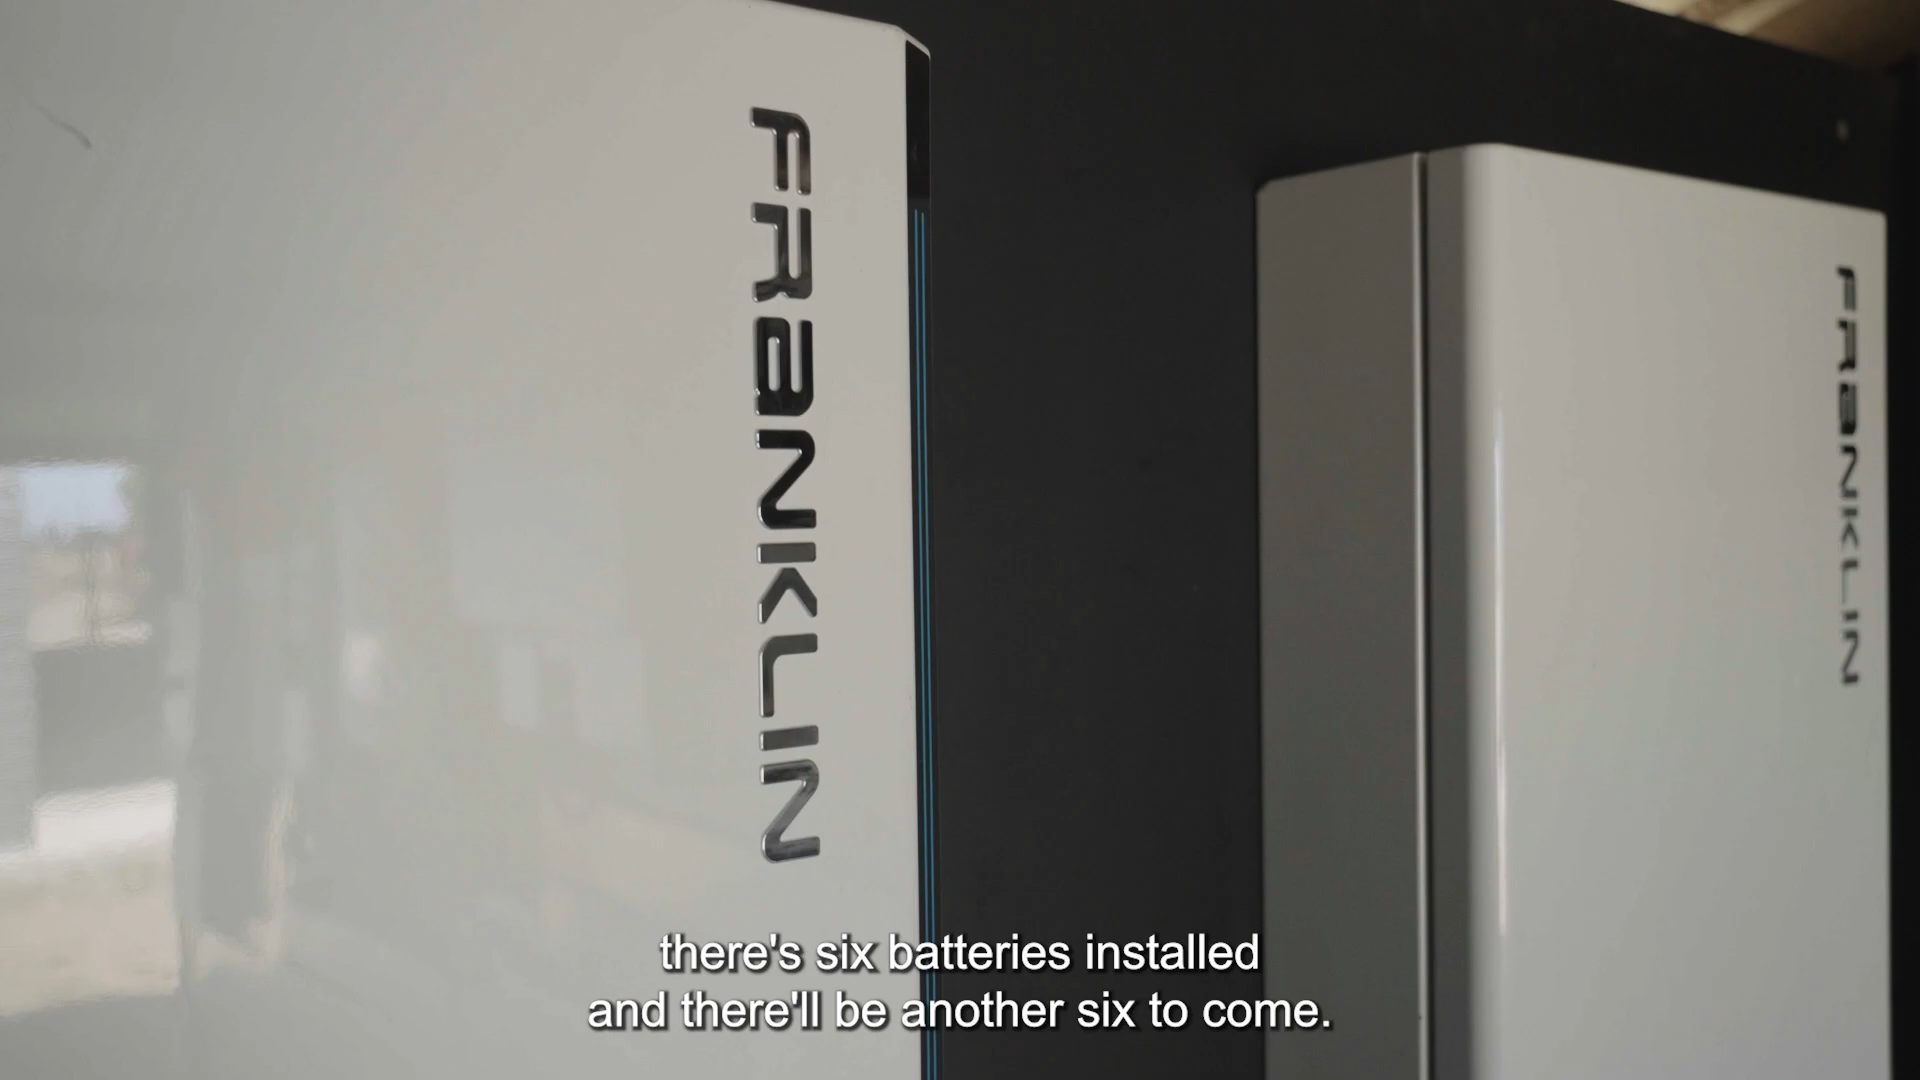 FRANKLIN
FRANKLIN
there's six batteries installed
and there'll be another six to come.